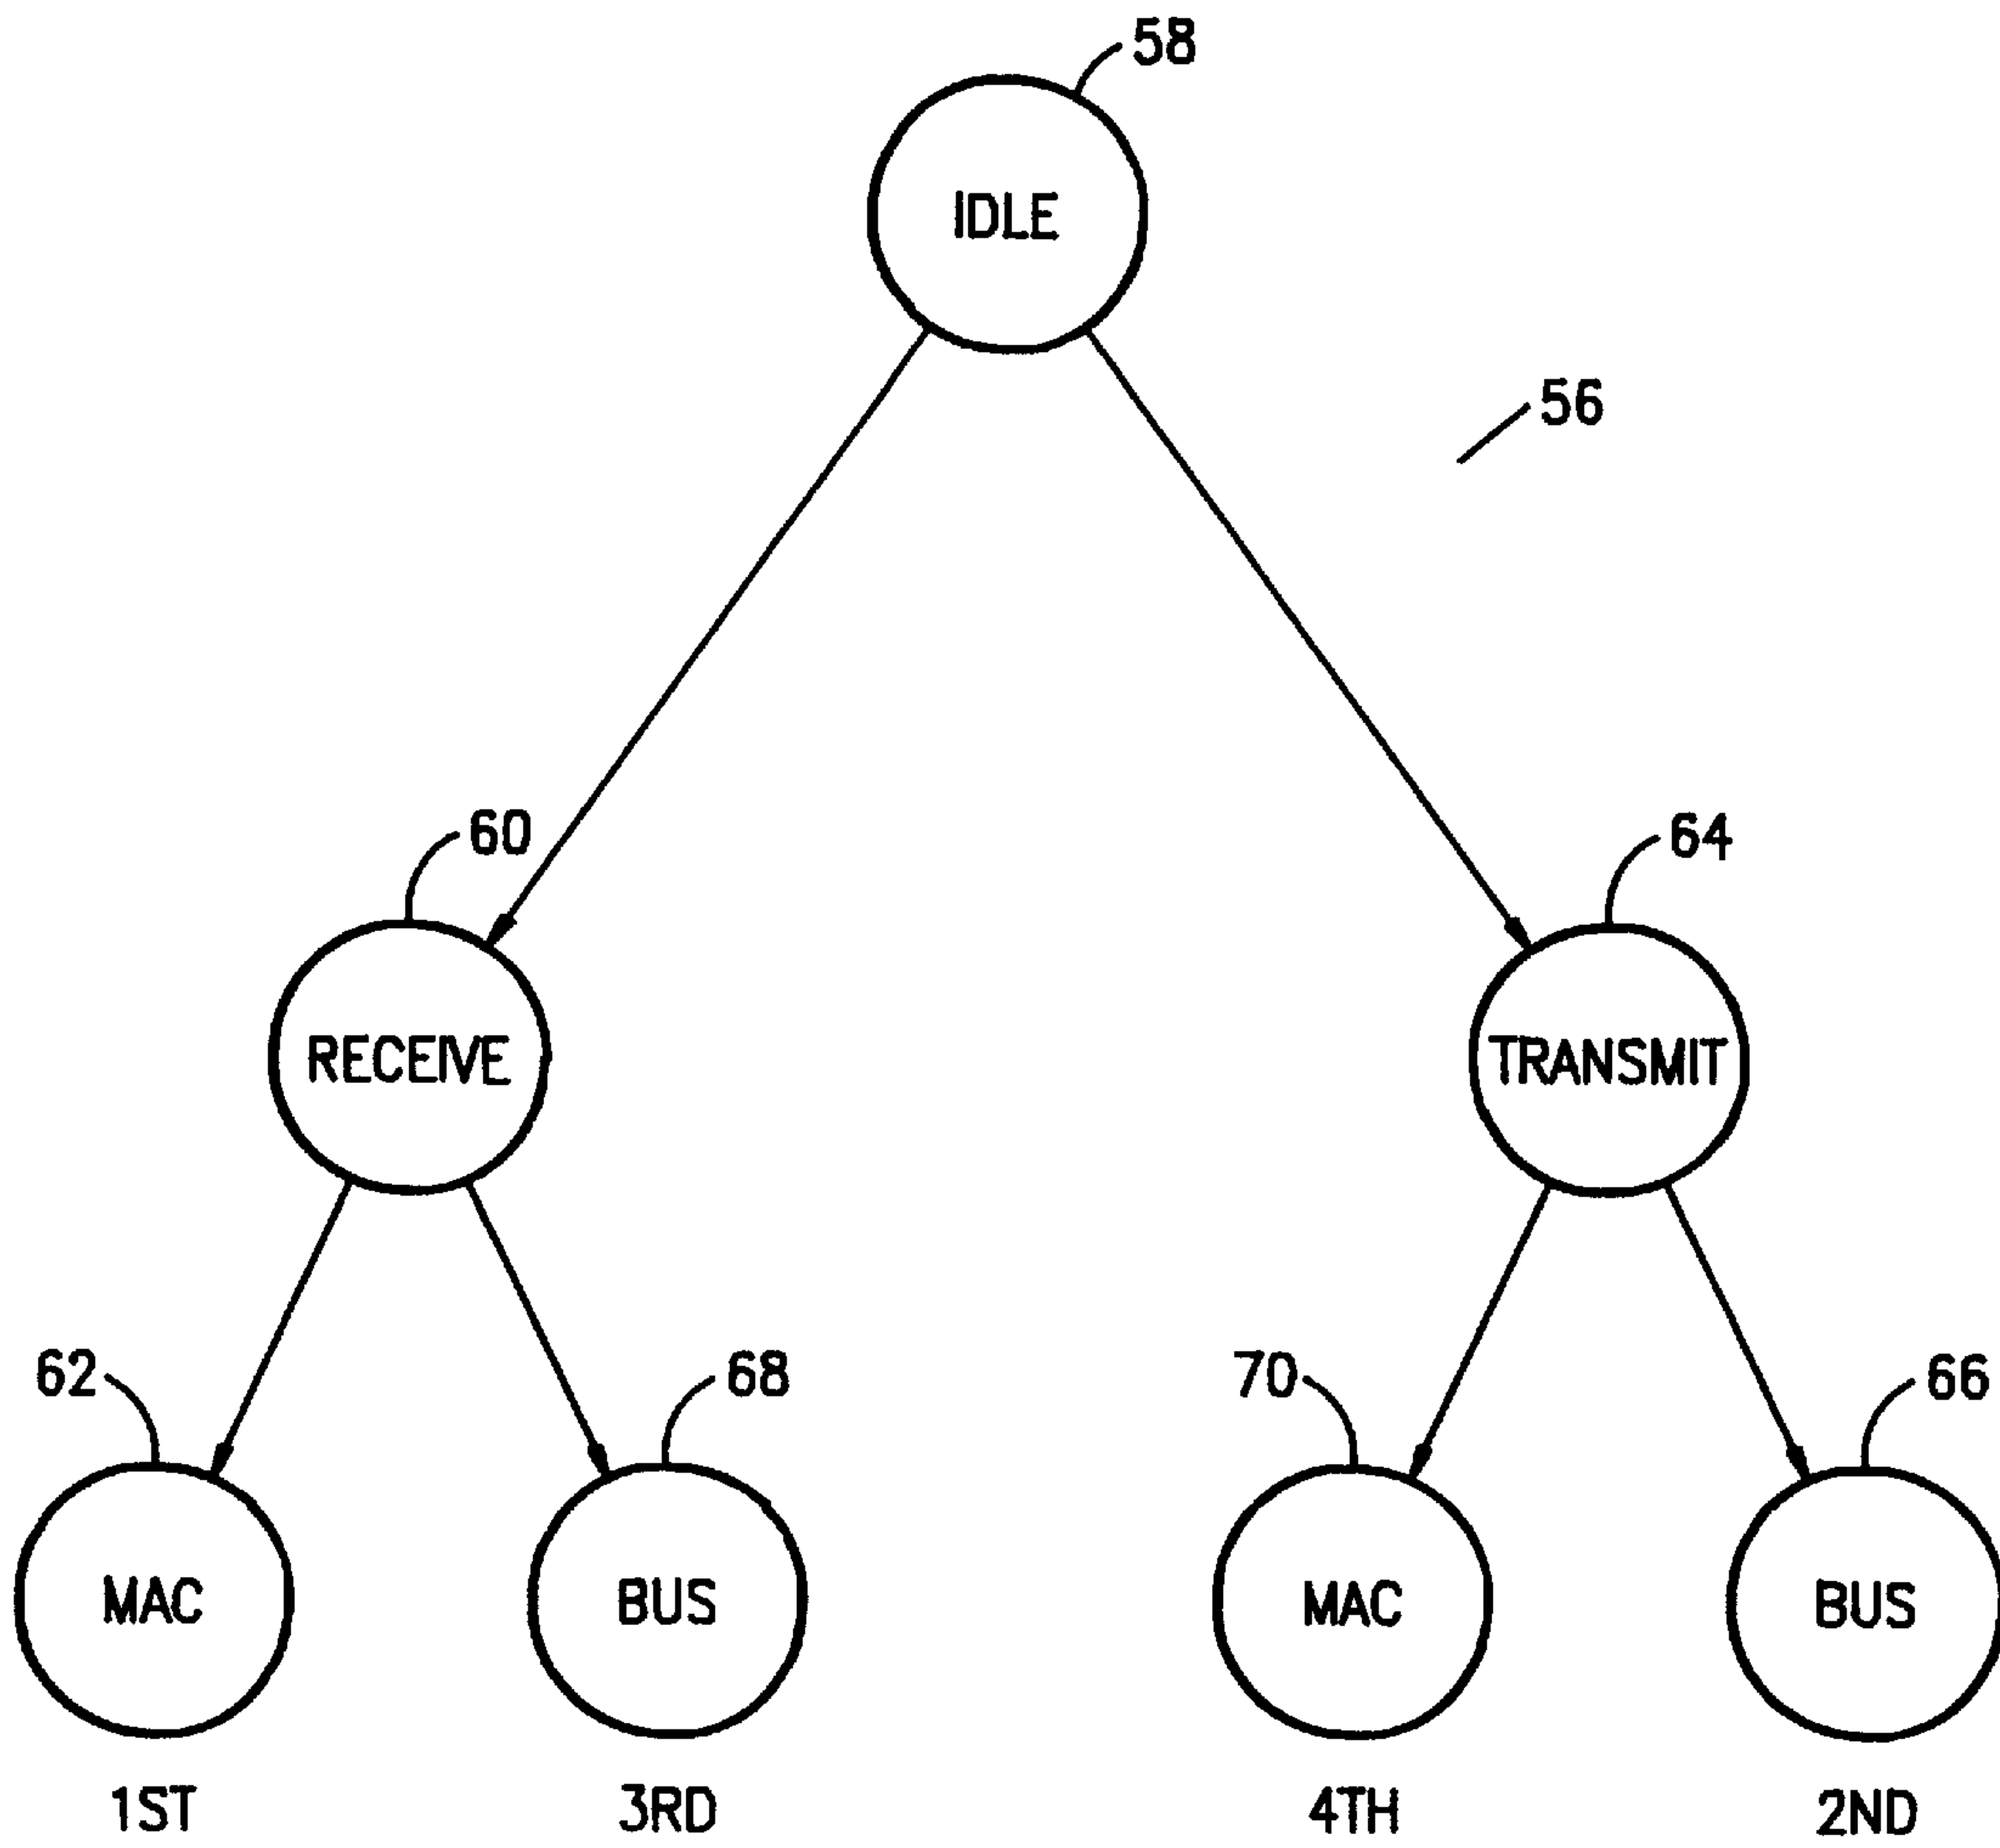 58
IDLE
56
60
64
RECEIVE
TRANSMIT
62
68
70
66
MAC
BUS
MAC
BUS
1ST
3RD
4TH
2ND